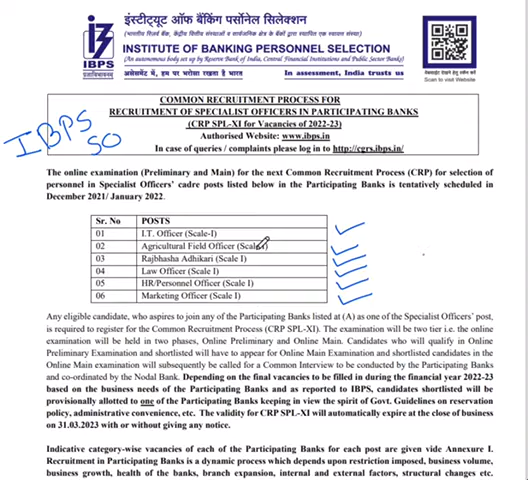 इंस्टीट्यूट ऑफ बैंकिंग पर्सोनेल सिलेक्शन
(भारतीय रिजर्व बैंक, केंद्रीय वित्तीय संस्थाओं व सार्वजनिक क्षेत्र के बैंकों द्वारा स्थापित एक स्वायत्त संस्था)
INSTITUTE OF BANKING PERSONNEL SELECTION
(An autonomous body set up by Reserve Bank of India, Central Financial Institutions and Public Sector Banks)
IBPS
असेसमेंट में, हम पर भरोसा रखता है भारत In assessment, India trusts us
Scan to visit Website
COMMON RECRUITMENT PROCESS FOR
RECRUITMENT OF SPECIALIST OFFICERS IN PARTICIPATING BANKS
(CRP SPL-XI for Vacancies of 2022-23)
Authorised Website: www.ibps.in
In case of queries / complaints please log in to http://cgrs.ibps.in/
IBPS
SO
The online examination (Preliminary and Main) for the next Common Recruitment Process (CRP) for selection of
personnel in Specialist Officers' cadre posts listed below in the Participating Banks is tentatively scheduled in
December 2021/ January 2022.
Sr. No POSTS
01 I.T. Officer (Scale-I)
02 Agricultural Field Officer (Scale I)
03 Rajbhasha Adhikari (Scale I)
04 Law Officer (Scale I)
05 HR/Personnel Officer (Scale I)
06 Marketing Officer (Scale I)
Any eligible candidate, who aspires to join any of the Participating Banks listed at (A) as one of the Specialist Officers' post,
is required to register for the Common Recruitment Process (CRP SPL-XI). The examination will be two tier i.e. the online
examination will be held in two phases, Online Preliminary and Online Main. Candidates who will qualify in Online
Preliminary Examination and shortlisted will have to appear for Online Main Examination and shortlisted candidates in the
Online Main examination will subsequently be called for a Common Interview to be conducted by the Participating Banks
and co-ordinated by the Nodal Bank. Depending on the final vacancies to be filled in during the financial year 2022-23
based on the business needs of the Participating Banks and as reported to IBPS, candidates shortlisted will be
provisionally allotted to one of the Participating Banks keeping in view the spirit of Govt. Guidelines on reservation
policy, administrative convenience, etc. The validity for CRP SPL-XI will automatically expire at the close of business
on 31.03.2023 with or without giving any notice.
Indicative category-wise vacancies of each of the Participating Banks for each post are given vide Annexure I.
Recruitment in Participating Banks is a dynamic process which depends upon restriction imposed, business volume,
business growth, health of the banks, branch expansion, internal and external factors, structural changes etc.